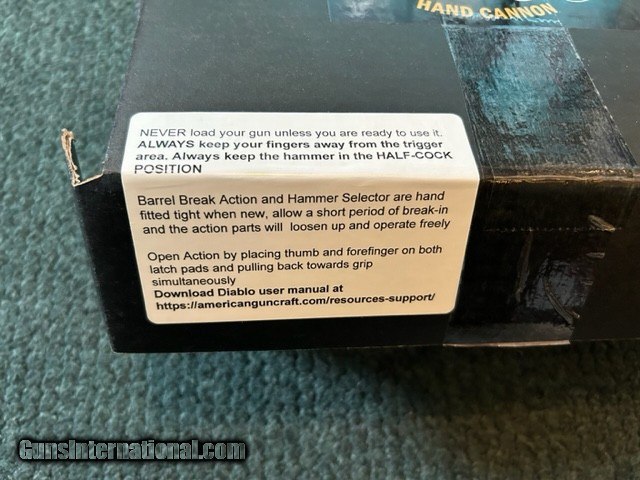 HAND CANNON
NEVER load your gun unless you are ready to use it.
ALWAYS keep your fingers away from the trigger
area. Always keep the hammer in the HALF-COCK
POSITION
Barrel Break Action and Hammer Selector are hand
fitted tight when new, allow a short period of break-in
and the action parts will loosen up and operate freely
Open Action by placing thumb and forefinger on both
latch pads and pulling back towards grip
simultaneously
Download Diablo user manual at
https://americanguncraft.com/resources-support/
GunsInternational.com